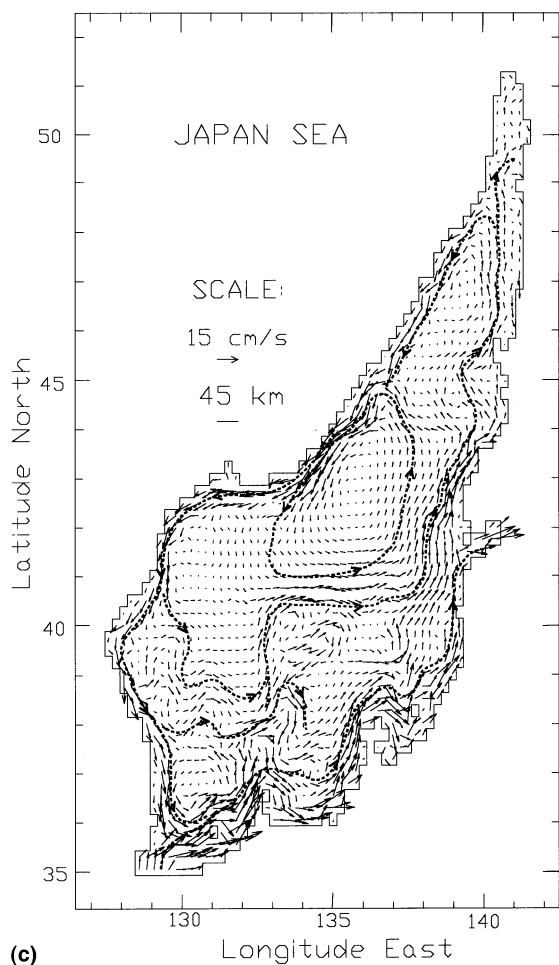 JAPAN SEA
SCALE:
15 cm/s
45 km
50
45
40
35
Latitude North
130
135
140
Longitude East
(c)